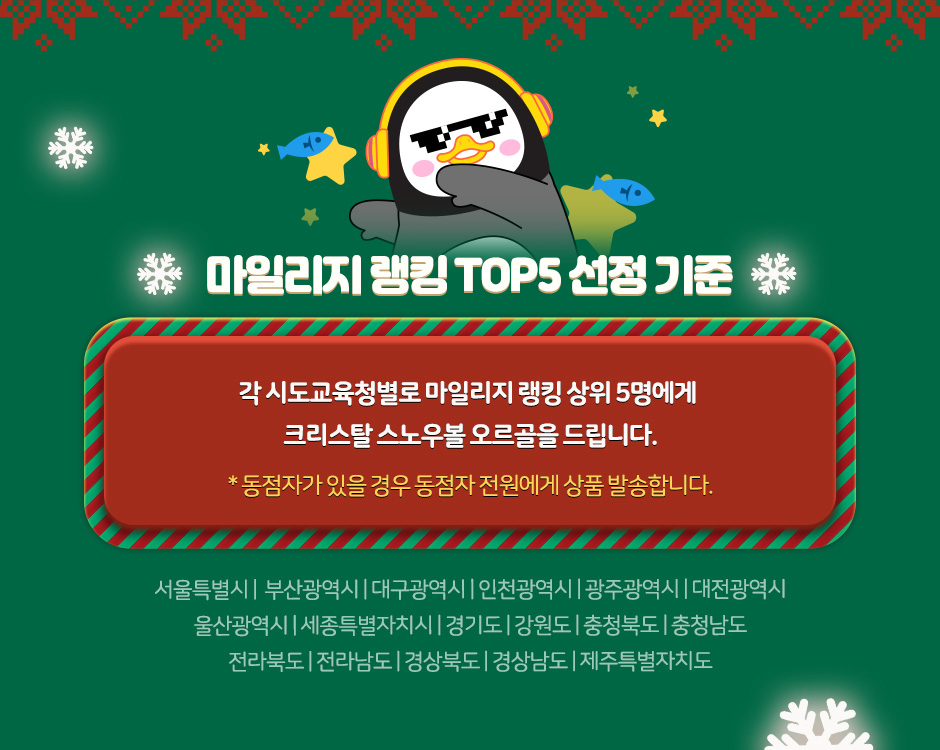 마일리지 랭킹 TOP5 선정 기준
각 시도교육청별로 마일리지 랭킹 상위 5명에게
크리스탈 스노우볼 오르골을 드립니다.
* 동점자가 있을 경우 동점자 전원에게 상품 발송합니다.
서울특별시 | 부산광역시 | 대구광역시 | 인천광역시 | 광주광역시 | 대전광역시
울산광역시 | 세종특별자치시 | 경기도 | 강원도 | 충청북도 | 충청남도
전라북도 | 전라남도 | 경상북도 | 경상남도 | 제주특별자치도